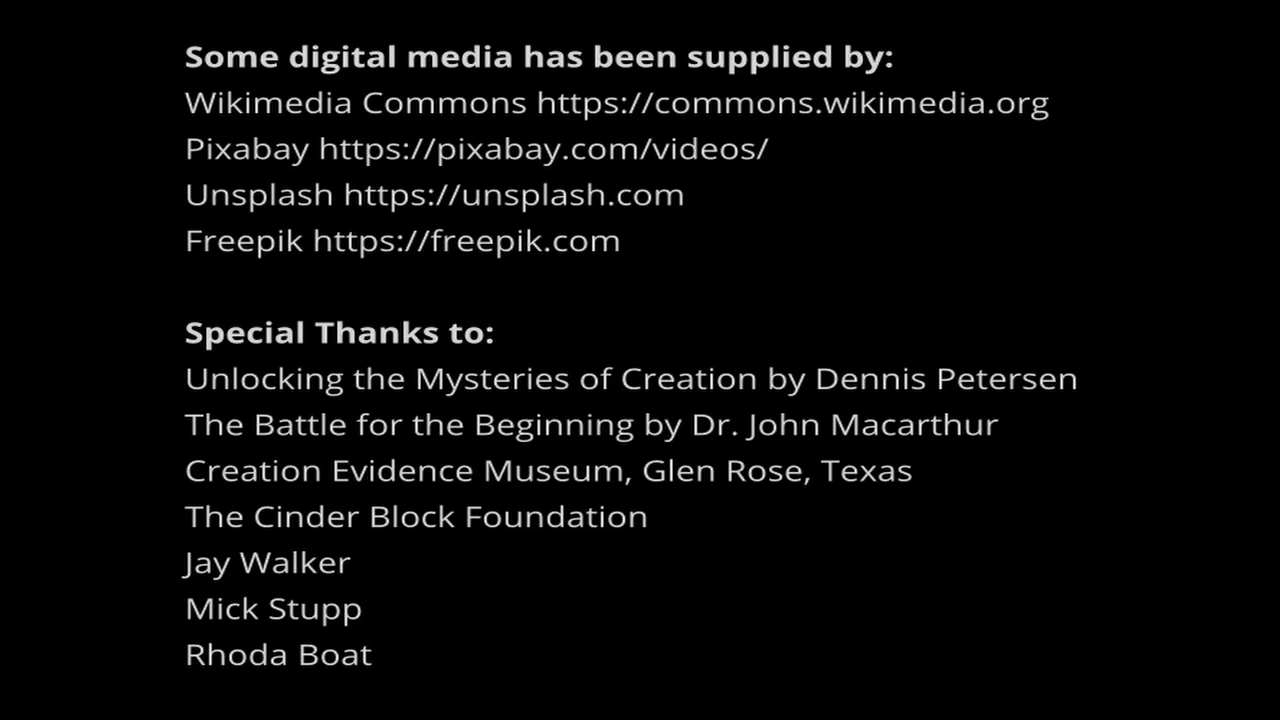 Some digital media has been supplied by:
Wikimedia Commons https://commons.wikimedia.org
Pixabay https://pixabay.com/videos/
Unsplash https://unsplash.com
Freepik https://freepik.com
Special Thanks to:
Unlocking the Mysteries of Creation by Dennis Petersen
The Battle for the Beginning by Dr. John Macarthur
Creation Evidence Museum, Glen Rose, Texas
The Cinder Block Foundation
Jay Walker
Mick Stupp
Rhoda Boat